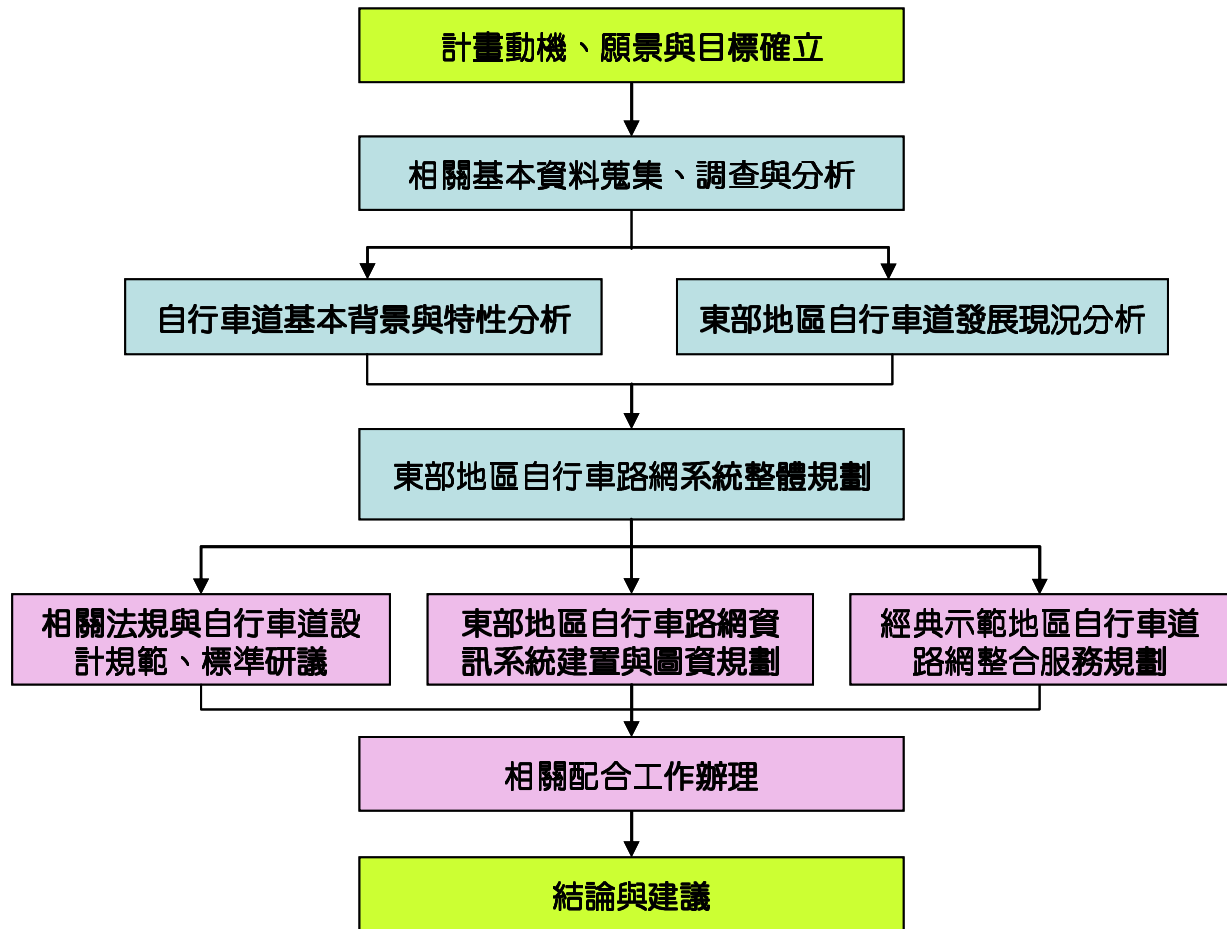 計畫動機、願景與目標確立
相關基本資料蒐集、調查與分析
自行車道基本背景與特性分析
東部地區自行車道發展現況分析
東部地區自行車路網系統整體規劃
相關法規與自行車道設
計規範、標準研議
東部地區自行車路網資
訊系統建置與圖資規劃
經典示範地區自行車道
路網整合服務規劃
相關配合工作辦理
結論與建議